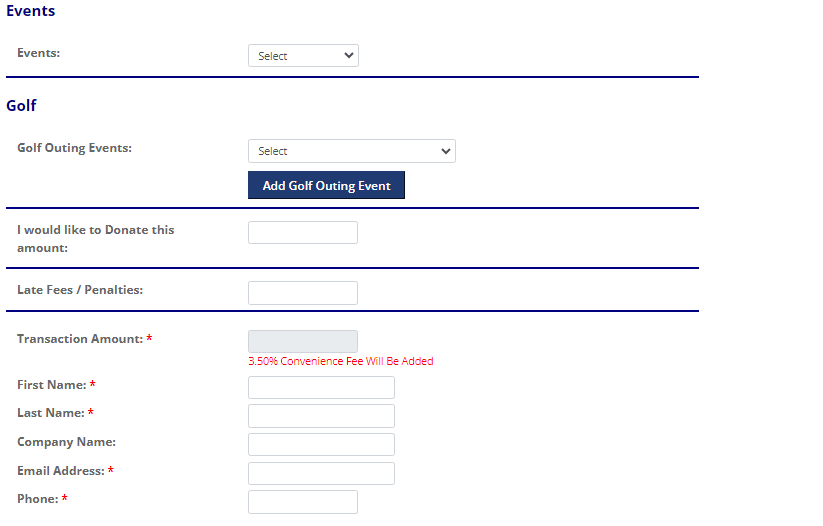 Events
Events:
Select
Golf
Golf Outing Events:
Select
Add Golf Outing Event
I would like to Donate this
amount:
Late Fees / Penalties:
Transaction Amount: *
3.50% Convenience Fee Will Be Added
First Name: *
Last Name: *
Company Name:
Email Address: *
Phone: *